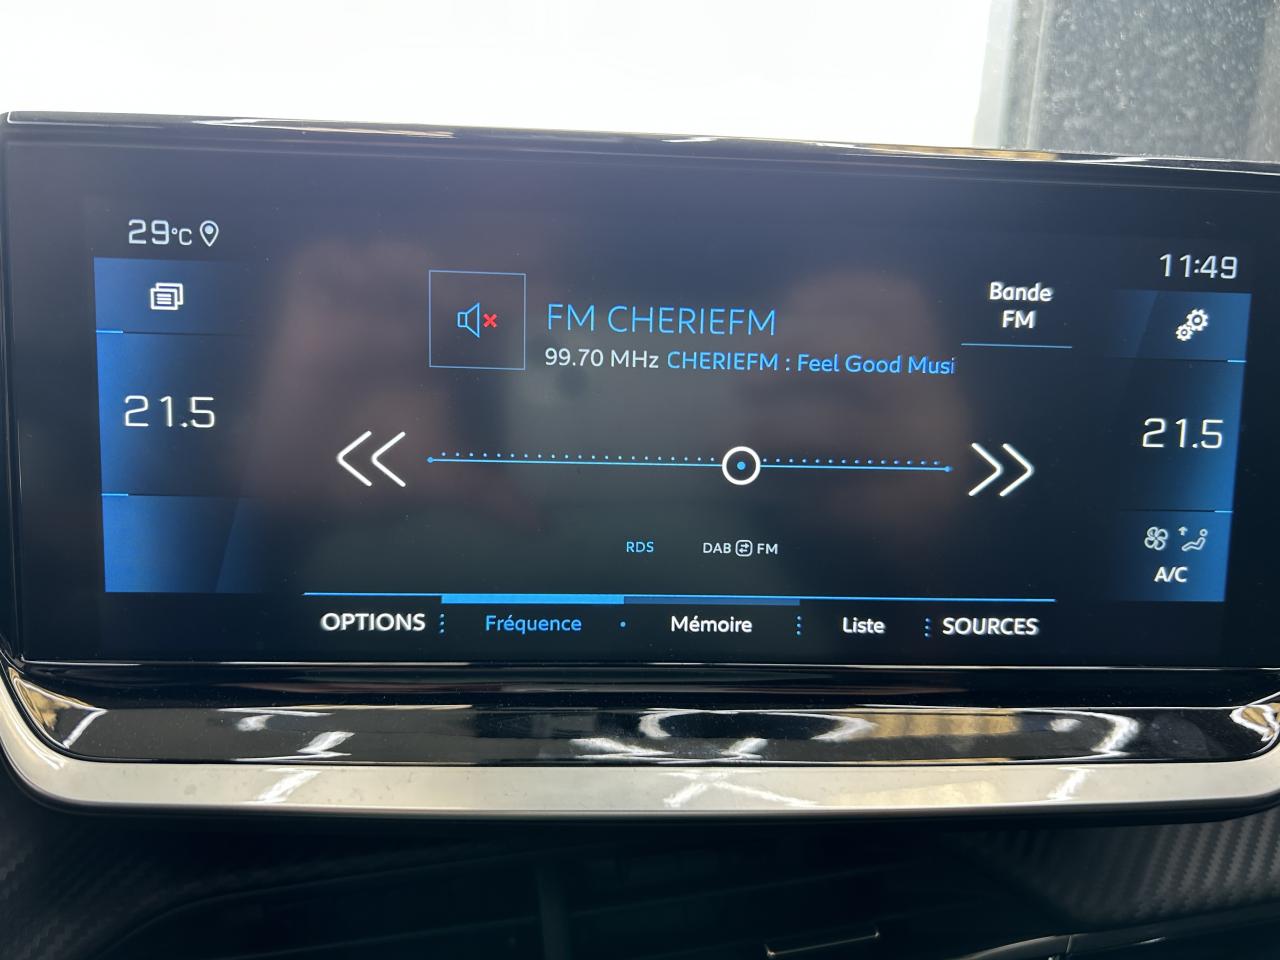 29°C
11:49
Bande
FM
FM CHERIEFM
99.70 MHz CHERIEFM : Feel Good Musi
21.5
21.5
RDS
DAB FM
A/C
OPTIONS Fréquence Mémoire Liste SOURCES